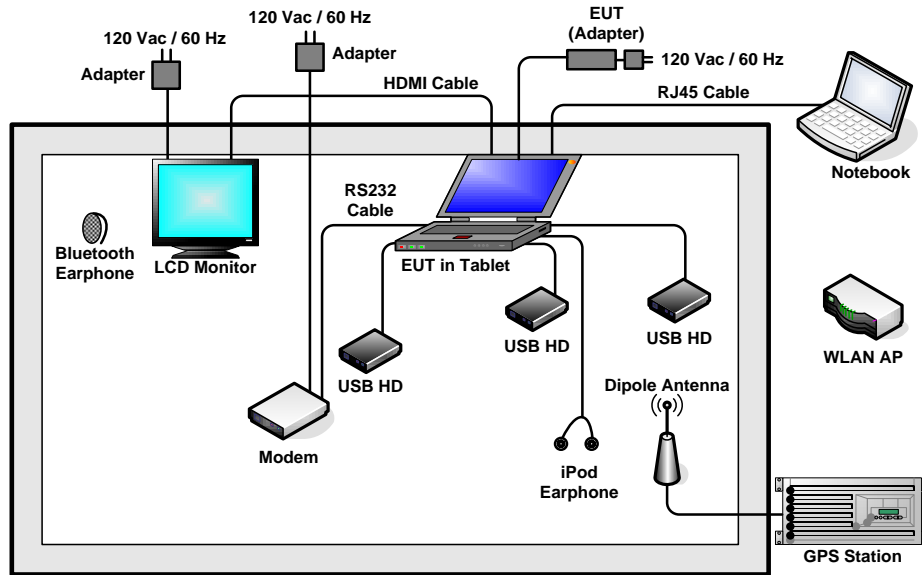 120 Vac / 60 Hz
Adapter
120 Vac / 60 Hz
Adapter
EUT
(Adapter)
120 Vac / 60 Hz
HDMI Cable
RJ45 Cable
Notebook
RS232
Cable
Bluetooth
Earphone
LCD Monitor
EUT in Tablet
USB HD
USB HD
USB HD
WLAN AP
Dipole Antenna
Modem
iPod
Earphone
GPS Station